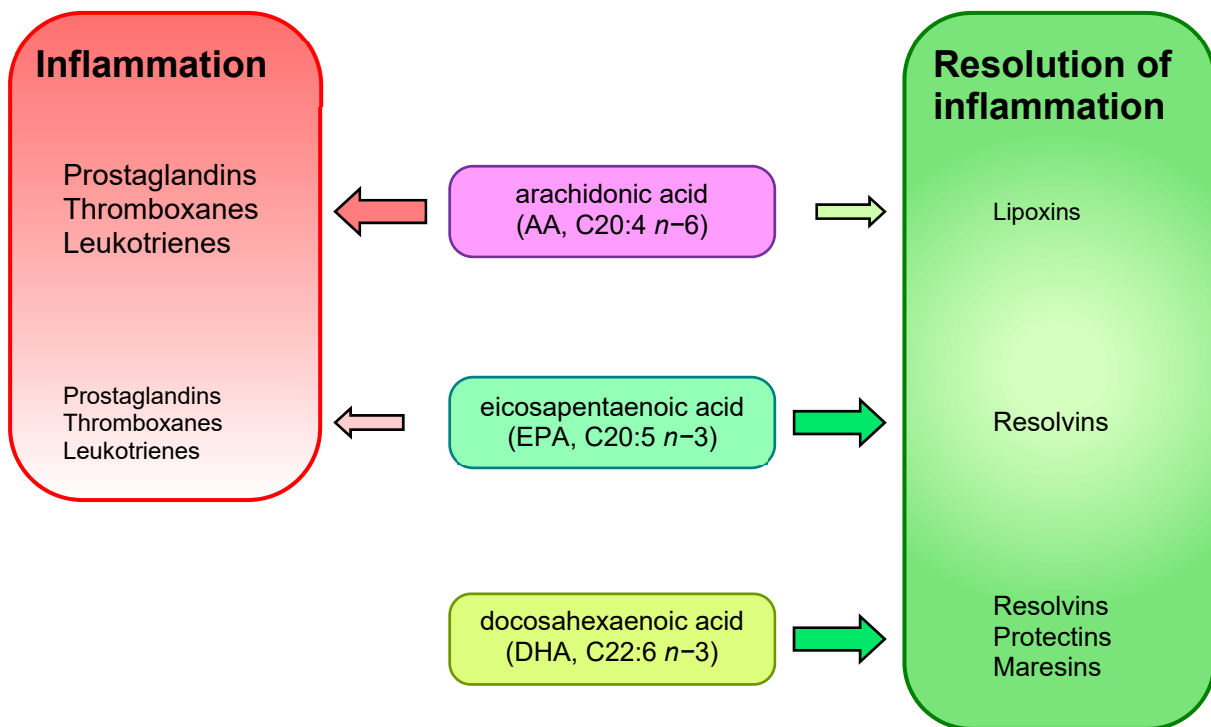 Inflammation
Prostaglandins
Thromboxanes
Leukotrienes
Prostaglandins
Thromboxanes
Leukotrienes
arachidonic acid
(AA, C20:4 n−6)
eicosapentaenoic acid
(EPA, C20:5 n−3)
docosahexaenoic acid
(DHA, C22:6 n−3)
Resolution of
inflammation
Lipoxins
Resolvins
Resolvins
Protectins
Maresins